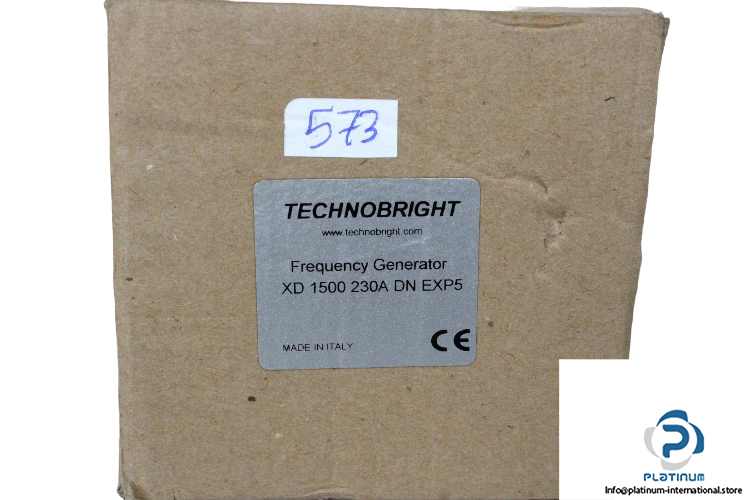 573
TECHNOBRIGHT
www.technobright.com
Frequency Generator
XD 1500 230A DN EXP5
MADE IN ITALY
CE
PLATINUM
Info@platinum-international.store